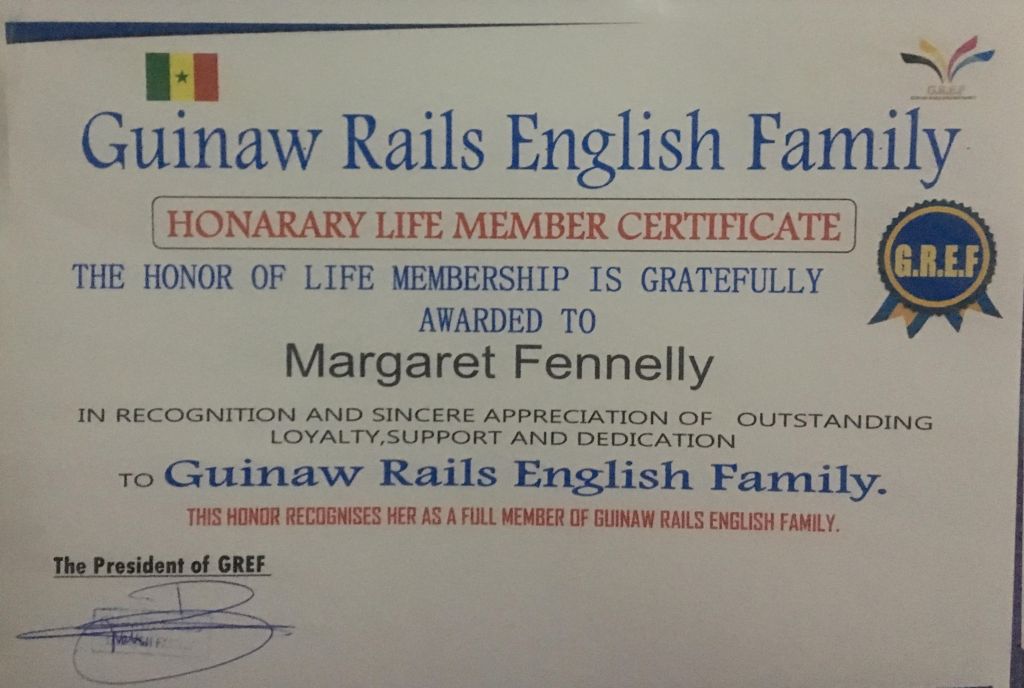 G.R.E.F
Guinaw Rails English Family
HONARARY LIFE MEMBER CERTIFICATE
G.R.E.F
THE HONOR OF LIFE MEMBERSHIP IS GRATEFULLY
AWARDED TO
Margaret Fennelly
IN RECOGNITION AND SINCERE APPRECIATION OF OUTSTANDING
LOYALTY,SUPPORT AND DEDICATION
TO Guinaw Rails English Family.
THIS HONOR RECOGNISES HER AS A FULL MEMBER OF GUINAW RAILS ENGLISH FAMILY.
The President of GREF